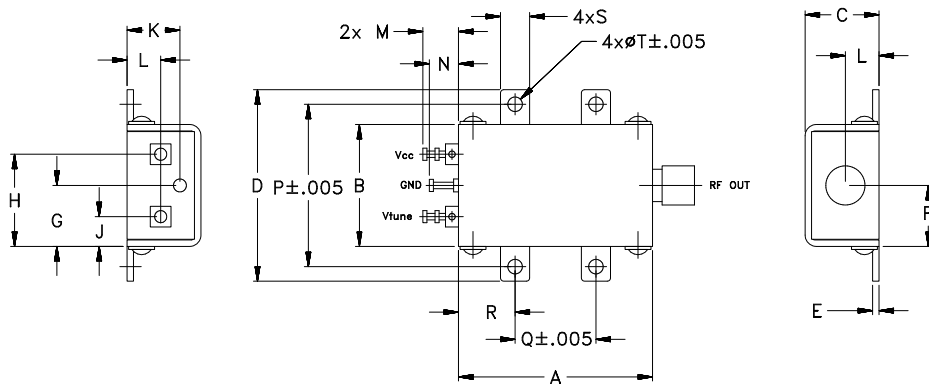 K
L
H
G
J
2x M
N
4xS
4xøT±.005
D
P±.005
B
Vcc
GND
Vtune
RF OUT
R
Q±.005
A
C
L
F
E